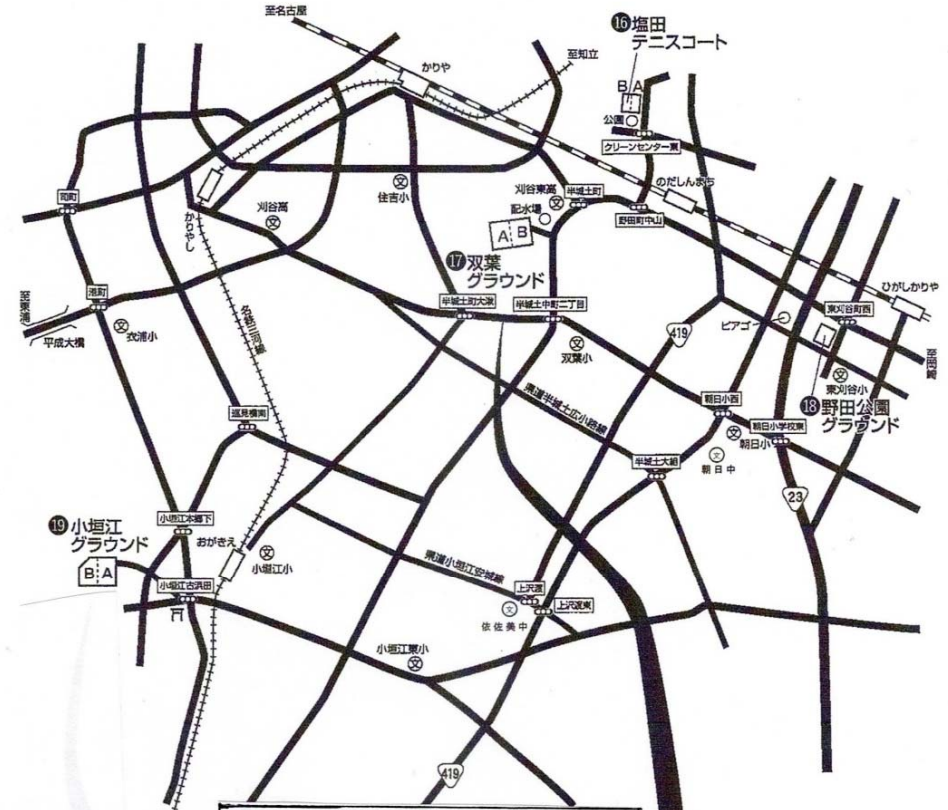 至名古屋
⑯塩田
テニスコート
かりや
至知立
B A
公園
クリーンセンター東
のだしんまち
司町
住吉小
刈谷東高
半城土町
配水場
野田町中山
刈谷高
かりやし
A B
⑰双葉
グラウンド
ひがしかりや
至東浦
港町
半城土町大湫
半城土中町二丁目
東刈谷町西
ピアゴ
平成大橋
衣浦小
名鉄三河線
419
双葉小
至岡崎
東刈谷小
県道半城土広小路線
朝日小西
⑱野田公園
グラウンド
朝日小学校東
朝日小
逢見橋南
朝日中
半城土大組
23
⑲小垣江
グラウンド
小垣江本郷下
おがきえ
小垣江小
B A
県道小垣江安城線
小垣江古浜田
上沢渡
上沢渡東
依佐美中
小垣江東小
419